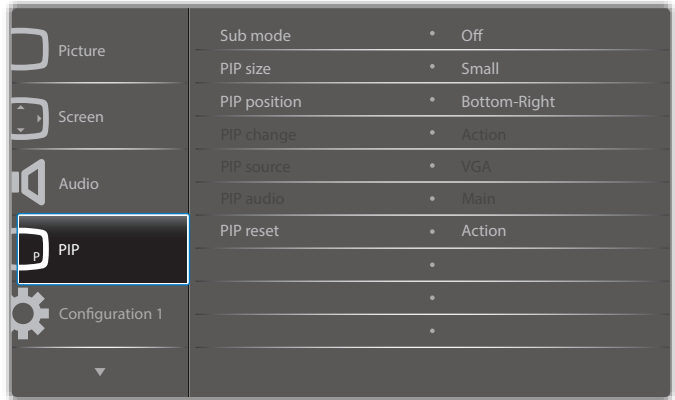 Picture
Screen
Audio
P
PIP
Configuration 1
Sub mode • Off
PIP size • Small
PIP position • Bottom-Right
PIP change • Action
PIP source • VGA
PIP audio • Main
PIP reset • Action
•
•
•